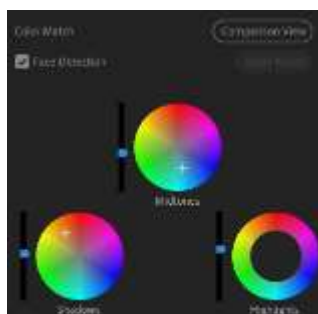 Color Match
Comparison View
Face Detection
Midtones
Shadows
Highlights